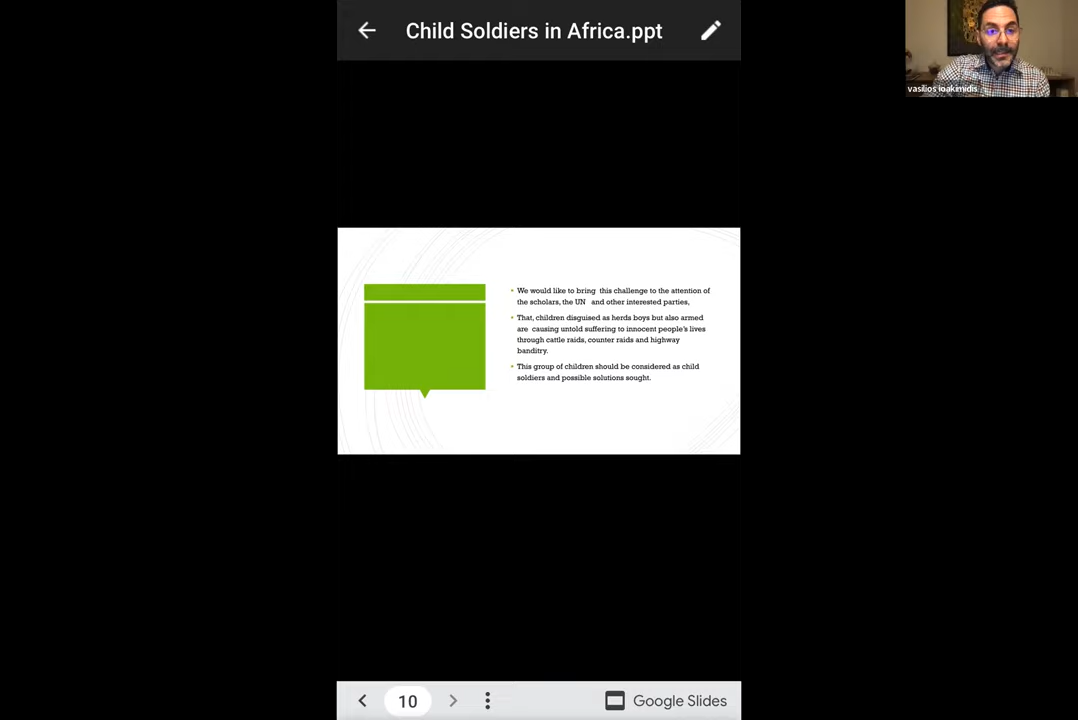 Child Soldiers in Africa.ppt
vasilios ioakimidis
• We would like to bring this challenge to the attention of
the scholars, the UN and other interested parties,
• That, children disguised as herds boys but also armed
are causing untold suffering to innocent people's lives
through cattle raids, counter raids and highway
banditry.
• This group of children should be considered as child
soldiers and possible solutions sought.
10
Google Slides